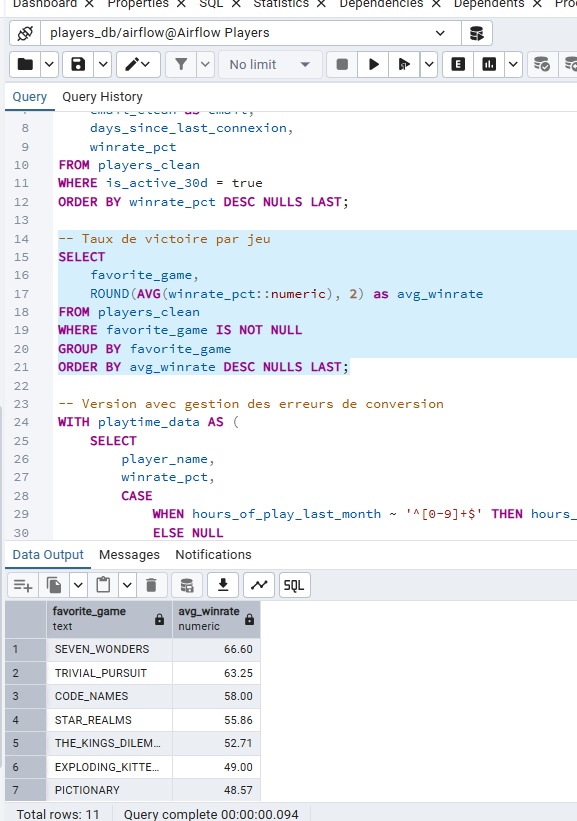 Dashboard X Properties X SQL X Statistics X Dependencies X Dependents X
players_db/airflow@Airflow Players
No limit
Query Query History
8 days_since_last_connexion,
9 winrate_pct
10 FROM players_clean
11 WHERE is_active_30d = true
12 ORDER BY winrate_pct DESC NULLS LAST;
13
14 -- Taux de victoire par jeu
15 SELECT
16 favorite_game,
17 ROUND(AVG(winrate_pct::numeric), 2) as avg_winrate
18 FROM players_clean
19 WHERE favorite_game IS NOT NULL
20 GROUP BY favorite_game
21 ORDER BY avg_winrate DESC NULLS LAST;
22
23 -- Version avec gestion des erreurs de conversion
24 WITH playtime_data AS (
25 SELECT
26 player_name,
27 winrate_pct,
28 CASE
29 WHEN hours_of_play_last_month ~ '^[0-9]+$' THEN hours_
30 ELSE NULL
Data Output Messages Notifications
SQL
favorite_game avg_winrate
text numeric
1 SEVEN_WONDERS 66.60
2 TRIVIAL_PURSUIT 63.25
3 CODE_NAMES 58.00
4 STAR_REALMS 55.86
5 THE_KINGS_DILEM... 52.71
6 EXPLODING_KITTE... 49.00
7 PICTIONARY 48.57
Total rows: 11 Query complete 00:00:00.094